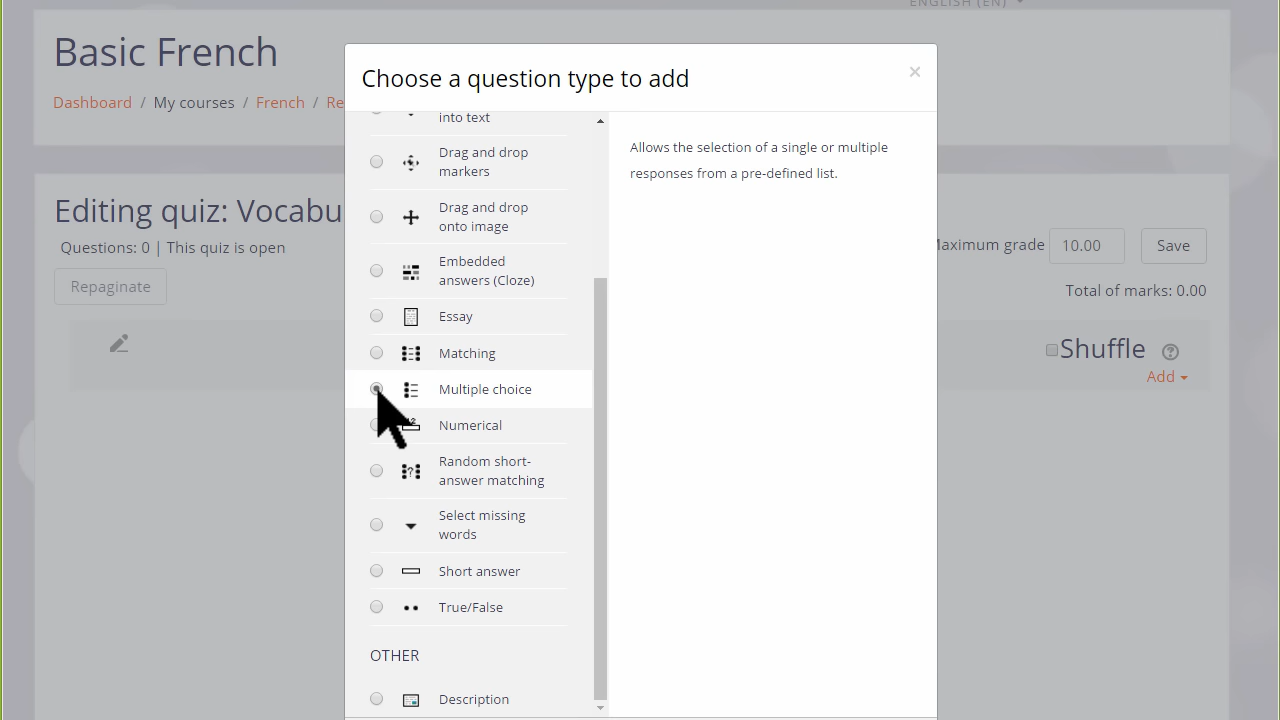 ENGLISH (EN)
Basic French
Dashboard / My courses / French / Re
Choose a question type to add
×
into text
Drag and drop
markers
Drag and drop
onto image
Embedded
answers (Cloze)
Essay
Matching
Multiple choice
Numerical
Random short-
answer matching
Select missing
words
Short answer
True/False
OTHER
Description
Allows the selection of a single or multiple
responses from a pre-defined list.
Editing quiz: Vocabu
Questions: 0 | This quiz is open
Repaginate
aximum grade 10.00 Save
Total of marks: 0.00
Shuffle
Add